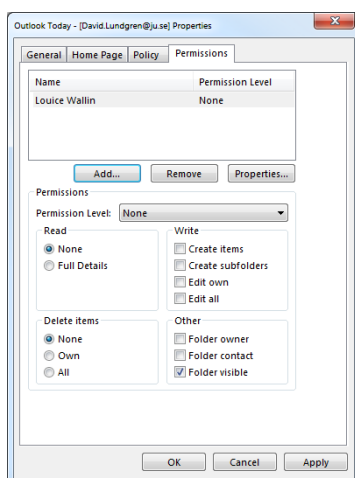 Outlook Today - [David.Lundgren@ju.se] Properties
General Home Page Policy Permissions
Name Permission Level
Louice Wallin None
Add... Remove Properties...
Permissions
Permission Level: None
Read Write
None Create items
Full Details Create subfolders
Edit own
Edit all
Delete items Other
None Folder owner
Own Folder contact
All Folder visible
OK Cancel Apply